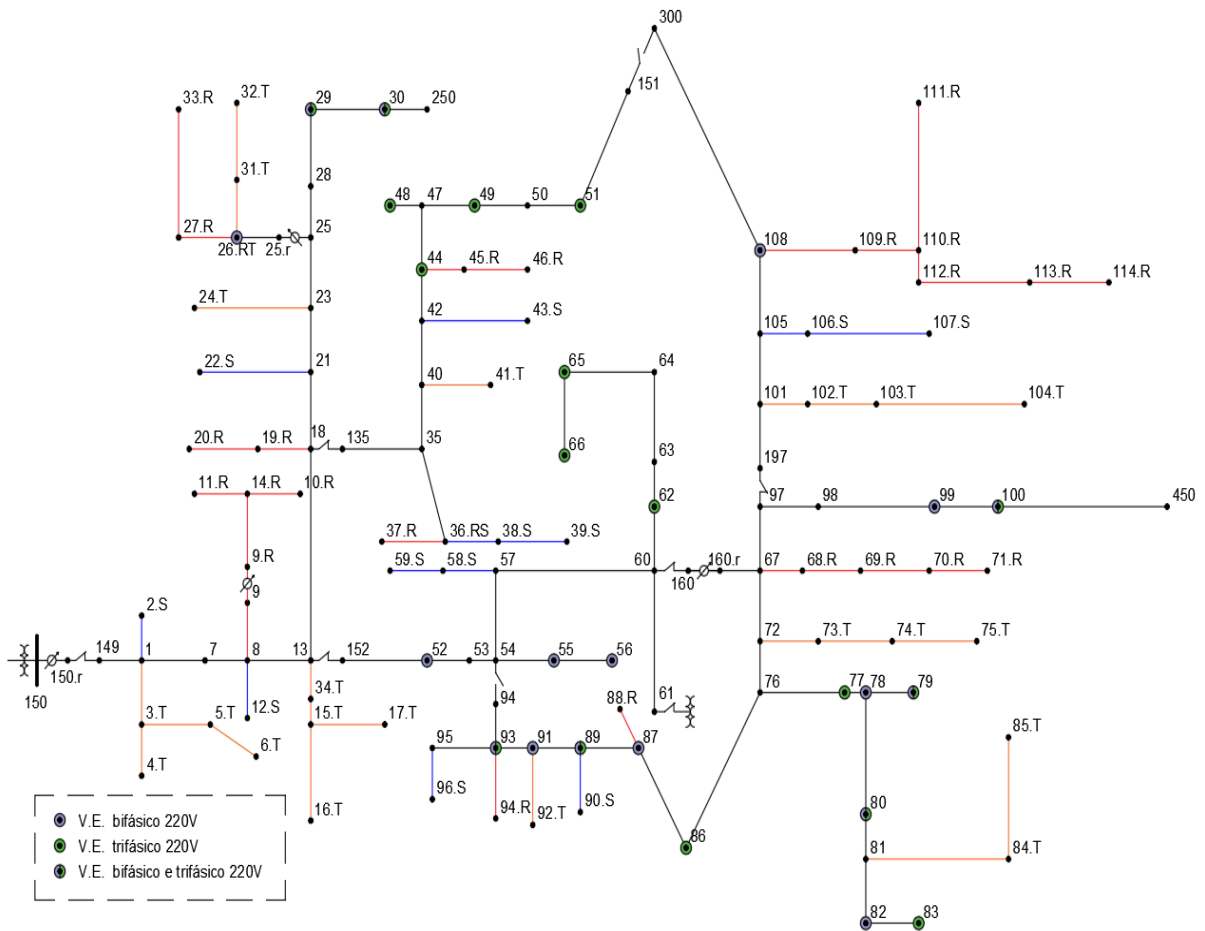 300
151
32.T
33.R
29
30
250
111.R
31.T
28
48
47
49
50
51
27.R
25
26.RT
25.r
108
109.R
110.R
44
45.R
46.R
112.R
113.R
114.R
24.T
23
42
43.S
105
106.S
107.S
22.S
21
65
64
40
41.T
101
102.T
103.T
104.T
20.R
19.R
18
135
35
66
63
197
11.R
14.R
10.R
62
97
98
99
100
450
37.R
36.RS
38.S
39.S
59.S
58.S
57
60
160
160.r
67
68.R
69.R
70.R
71.R
9.R
9
2.S
149
1
7
8
13
152
52
53
54
55
56
72
73.T
74.T
75.T
150.r
150
34.T
94
61
88.R
76
77
78
79
3.T
5.T
12.S
15.T
17.T
85.T
6.T
4.T
95
93
91
89
87
96.S
94.R
92.T
90.S
16.T
80
86
81
84.T
V.E. bifásico 220V
V.E. trifásico 220V
V.E. bifásico e trifásico 220V
82
83